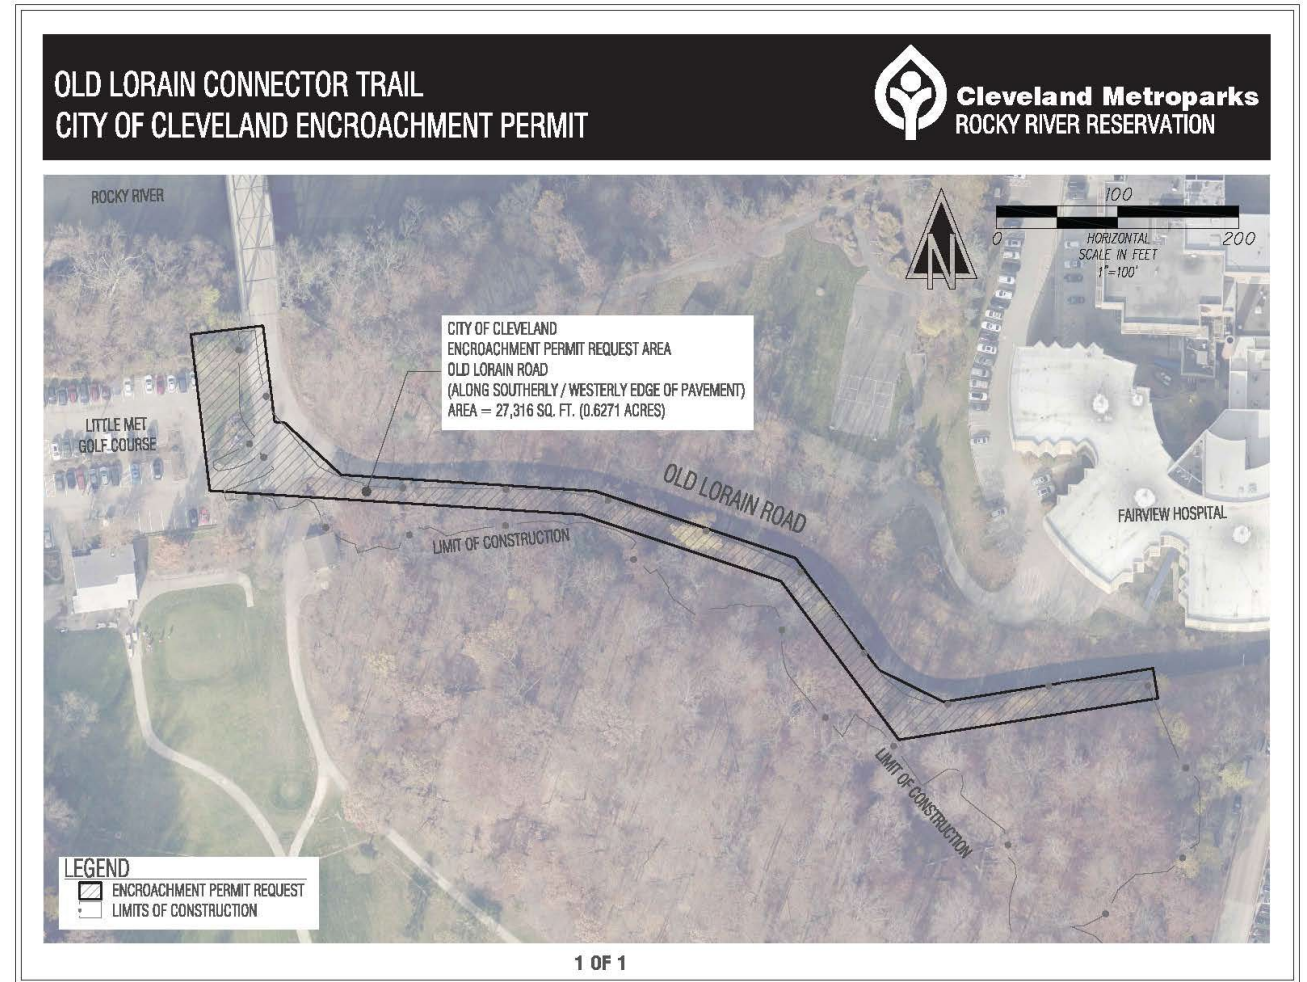 OLD LORAIN CONNECTOR TRAIL
CITY OF CLEVELAND ENCROACHMENT PERMIT
Cleveland Metroparks
ROCKY RIVER RESERVATION
ROCKY RIVER
100
0
200
HORIZONTAL
SCALE IN FEET
1"=100'
N
CITY OF CLEVELAND
ENCROACHMENT PERMIT REQUEST AREA
OLD LORAIN ROAD
(ALONG SOUTHERLY / WESTERLY EDGE OF PAVEMENT)
AREA = 27,316 SQ. FT. (0.6271 ACRES)
LITTLE MET
GOLF COURSE
OLD LORAIN ROAD
FAIRVIEW HOSPITAL
LIMIT OF CONSTRUCTION
LIMIT OF CONSTRUCTION
LEGEND
ENCROACHMENT PERMIT REQUEST
LIMITS OF CONSTRUCTION
1 OF 1